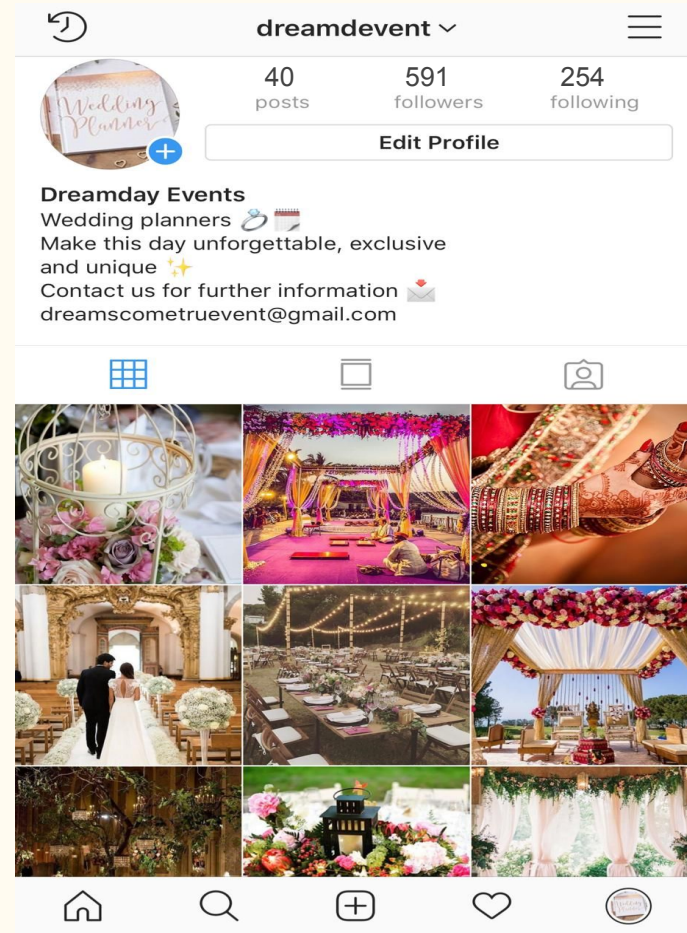 dreamdevent
40 591 254
posts followers following
Edit Profile
Wedding
Planner
Dreamday Events
Wedding planners 💍 🗓
Make this day unforgettable, exclusive
and unique ✨
Contact us for further information 📩
dreamscometruevent@gmail.com